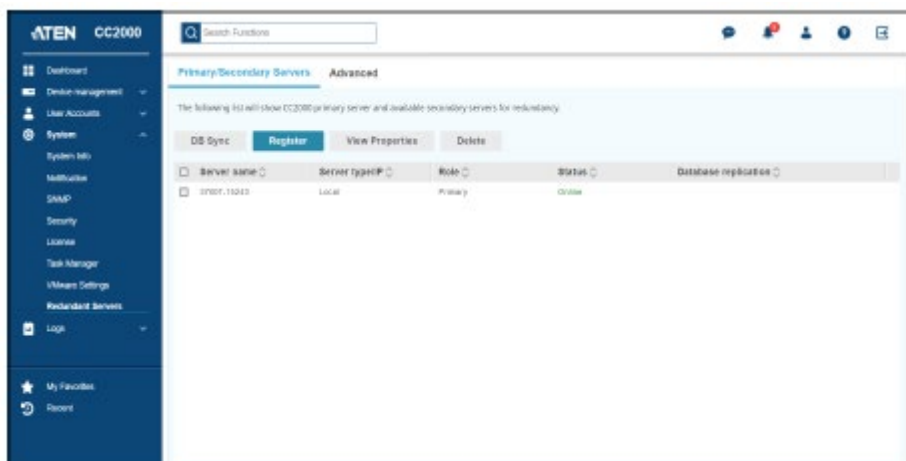 ATEN CC2000
Search Functions
Dashboard
Device management
User Accounts
System
System Info
Notification
SNMP
Security
License
Task Manager
VMware Settings
Redundant Servers
Logs
My Favorites
Recent
Primary/Secondary Servers Advanced
The following list will show CC2000 primary server and available secondary servers for redundancy.
DB Sync Register View Properties Delete
Server name Server type/IP Role Status Database replication
Local Primary Online